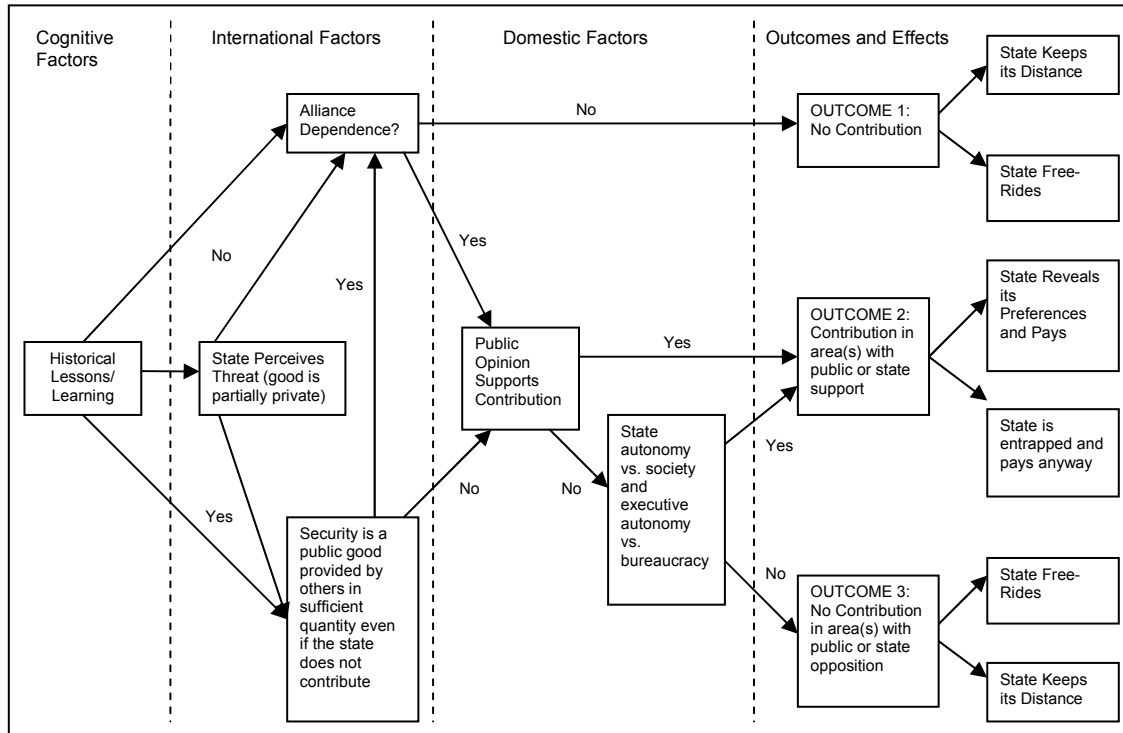 Cognitive
Factors
International Factors
Domestic Factors
Outcomes and Effects
State Keeps
its Distance
Alliance
Dependence?
No
OUTCOME 1:
No Contribution
State Free-
Rides
No
Yes
Yes
Historical
Lessons/
Learning
State Perceives
Threat (good is
partially private)
Public
Opinion
Supports
Contribution
Yes
OUTCOME 2:
Contribution in
area(s) with
public or state
support
State Reveals
its
Preferences
and Pays
State is
entrapped and
pays anyway
Yes
No
No
Yes
State
autonomy
vs. society
and
executive
autonomy
vs.
bureaucracy
Security is a
public good
provided by
others in
sufficient
quantity even
if the state
does not
contribute
No
OUTCOME 3:
No Contribution
in area(s) with
public or state
opposition
State Free-
Rides
State Keeps
its Distance